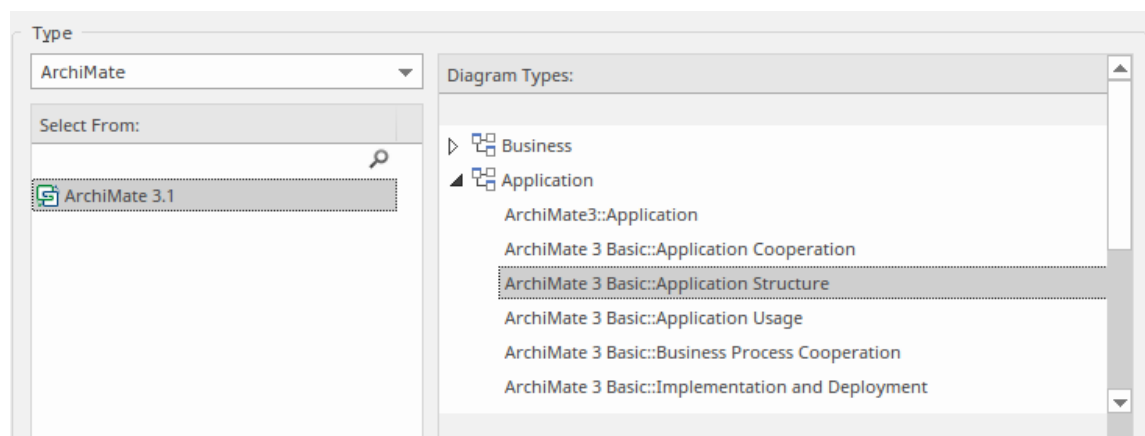 Type
ArchiMate
Select From:
ArchiMate 3.1
Diagram Types:
Business
Application
ArchiMate3::Application
ArchiMate 3 Basic::Application Cooperation
ArchiMate 3 Basic::Application Structure
ArchiMate 3 Basic::Application Usage
ArchiMate 3 Basic::Business Process Cooperation
ArchiMate 3 Basic::Implementation and Deployment